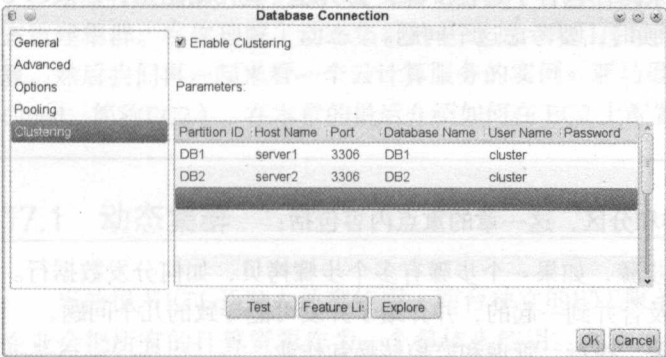 Database Connection
General
Advanced
Options
Pooling
Clustering
Enable Clustering
Parameters:
Partition ID Host Name Port Database Name User Name Password
DB1 server1 3306 DB1 cluster
DB2 server2 3306 DB2 cluster
Test Feature Li: Explore
OK Cancel